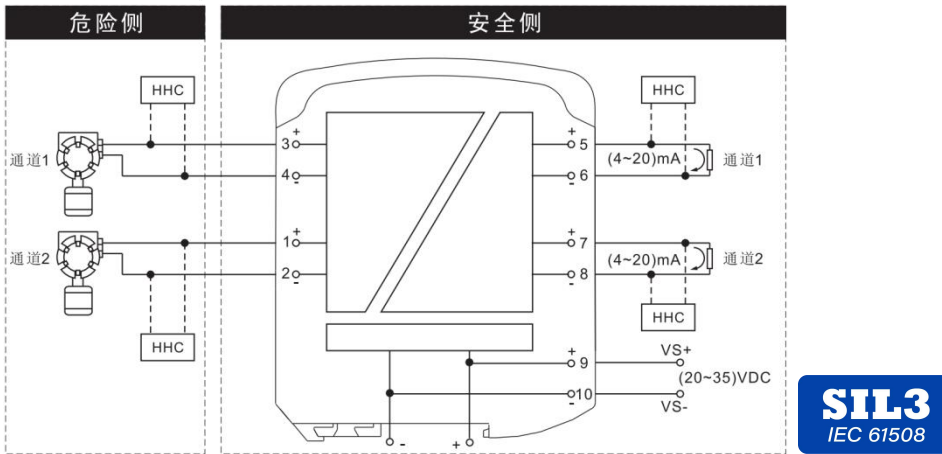 危险侧
安全侧
HHC
HHC
通道1
3 +
4 -
+ 5
- 6
(4~20)mA
通道1
通道2
1 +
2 -
+ 7
- 8
(4~20)mA
通道2
HHC
HHC
+ 9
- 10
VS+
(20~35)VDC
VS-
- +
SIL3
IEC 61508